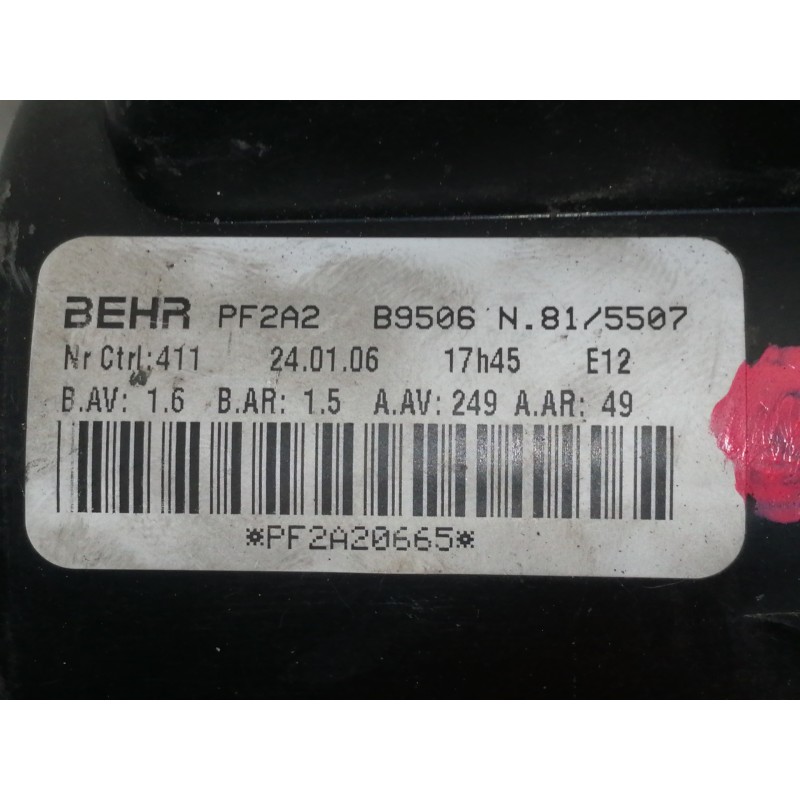 BEHR PF2A2 B9506 N.81/5507
Nr Ctrl:411 24.01.06 17h45 E12
B.AV: 1.6 B.AR: 1.5 A.AV: 249 A.AR: 49
*PF2A20665*